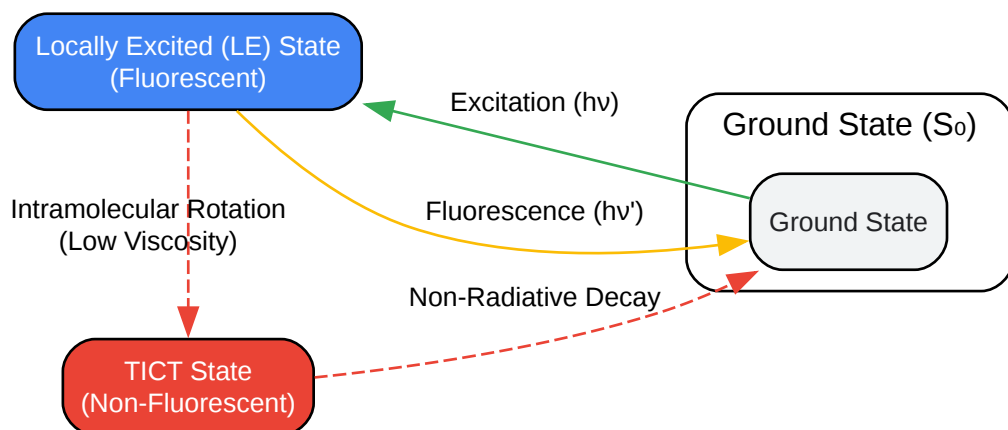 Locally Excited (LE) State
(Fluorescent)
Excitation (hν)
Ground State (S₀)
Ground State
Intramolecular Rotation
(Low Viscosity)
Fluorescence (hν')
Non-Radiative Decay
TICT State
(Non-Fluorescent)